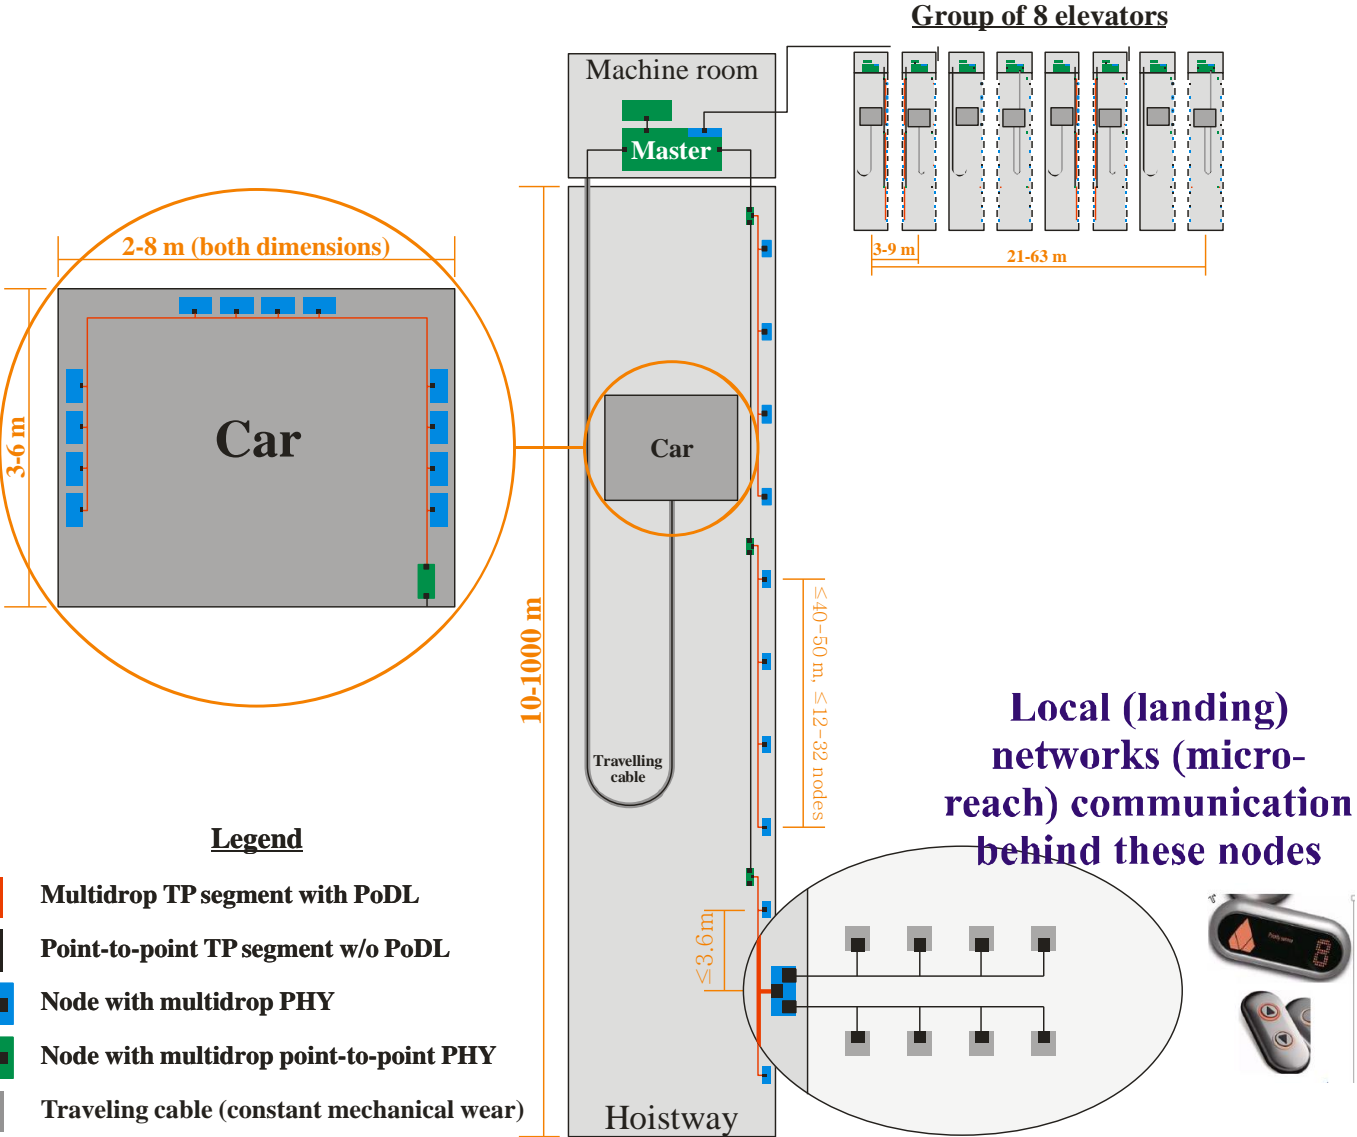 Group of 8 elevators
Machine room
Master
3-9 m
21-63 m
2-8 m (both dimensions)
3-6 m
Car
Car
10-1000 m
≤40-50 m, ≤12-32 nodes
Travelling
cable
Local (landing)
networks (micro-
reach) communication
behind these nodes
≤3.6m
8
Hoistway
Legend
Multidrop TP segment with PoDL
Point-to-point TP segment w/o PoDL
Node with multidrop PHY
Node with multidrop point-to-point PHY
Traveling cable (constant mechanical wear)